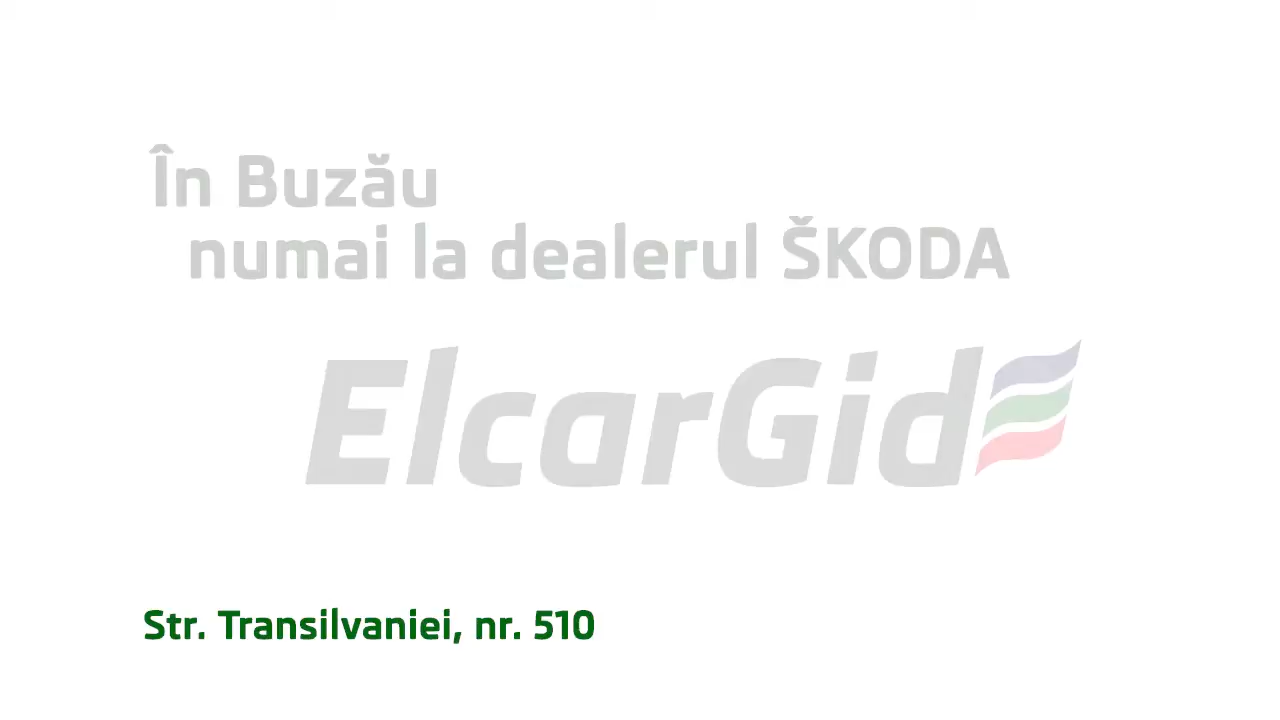 În Buzău
numai la dealerul ŠKODA
ElcarGid
Str. Transilvaniei, nr. 510